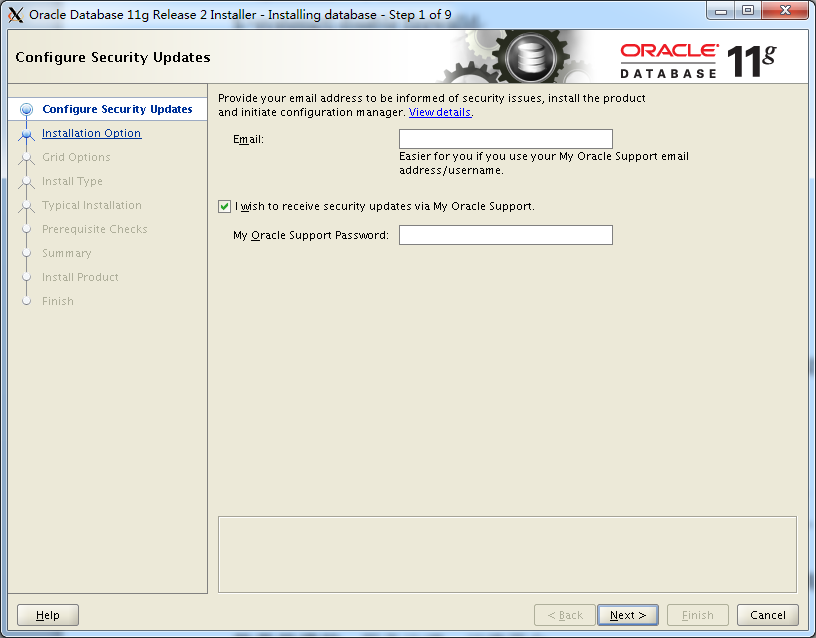 Oracle Database 11g Release 2 Installer - Installing database - Step 1 of 9
Configure Security Updates
ORACLE
DATABASE
11g
Configure Security Updates
Installation Option
Grid Options
Install Type
Typical Installation
Prerequisite Checks
Summary
Install Product
Finish
Provide your email address to be informed of security issues, install the product
and initiate configuration manager. View details.
Email:
Easier for you if you use your My Oracle Support email
address/username.
I wish to receive security updates via My Oracle Support.
My Oracle Support Password:
Help
< Back
Next >
Finish
Cancel